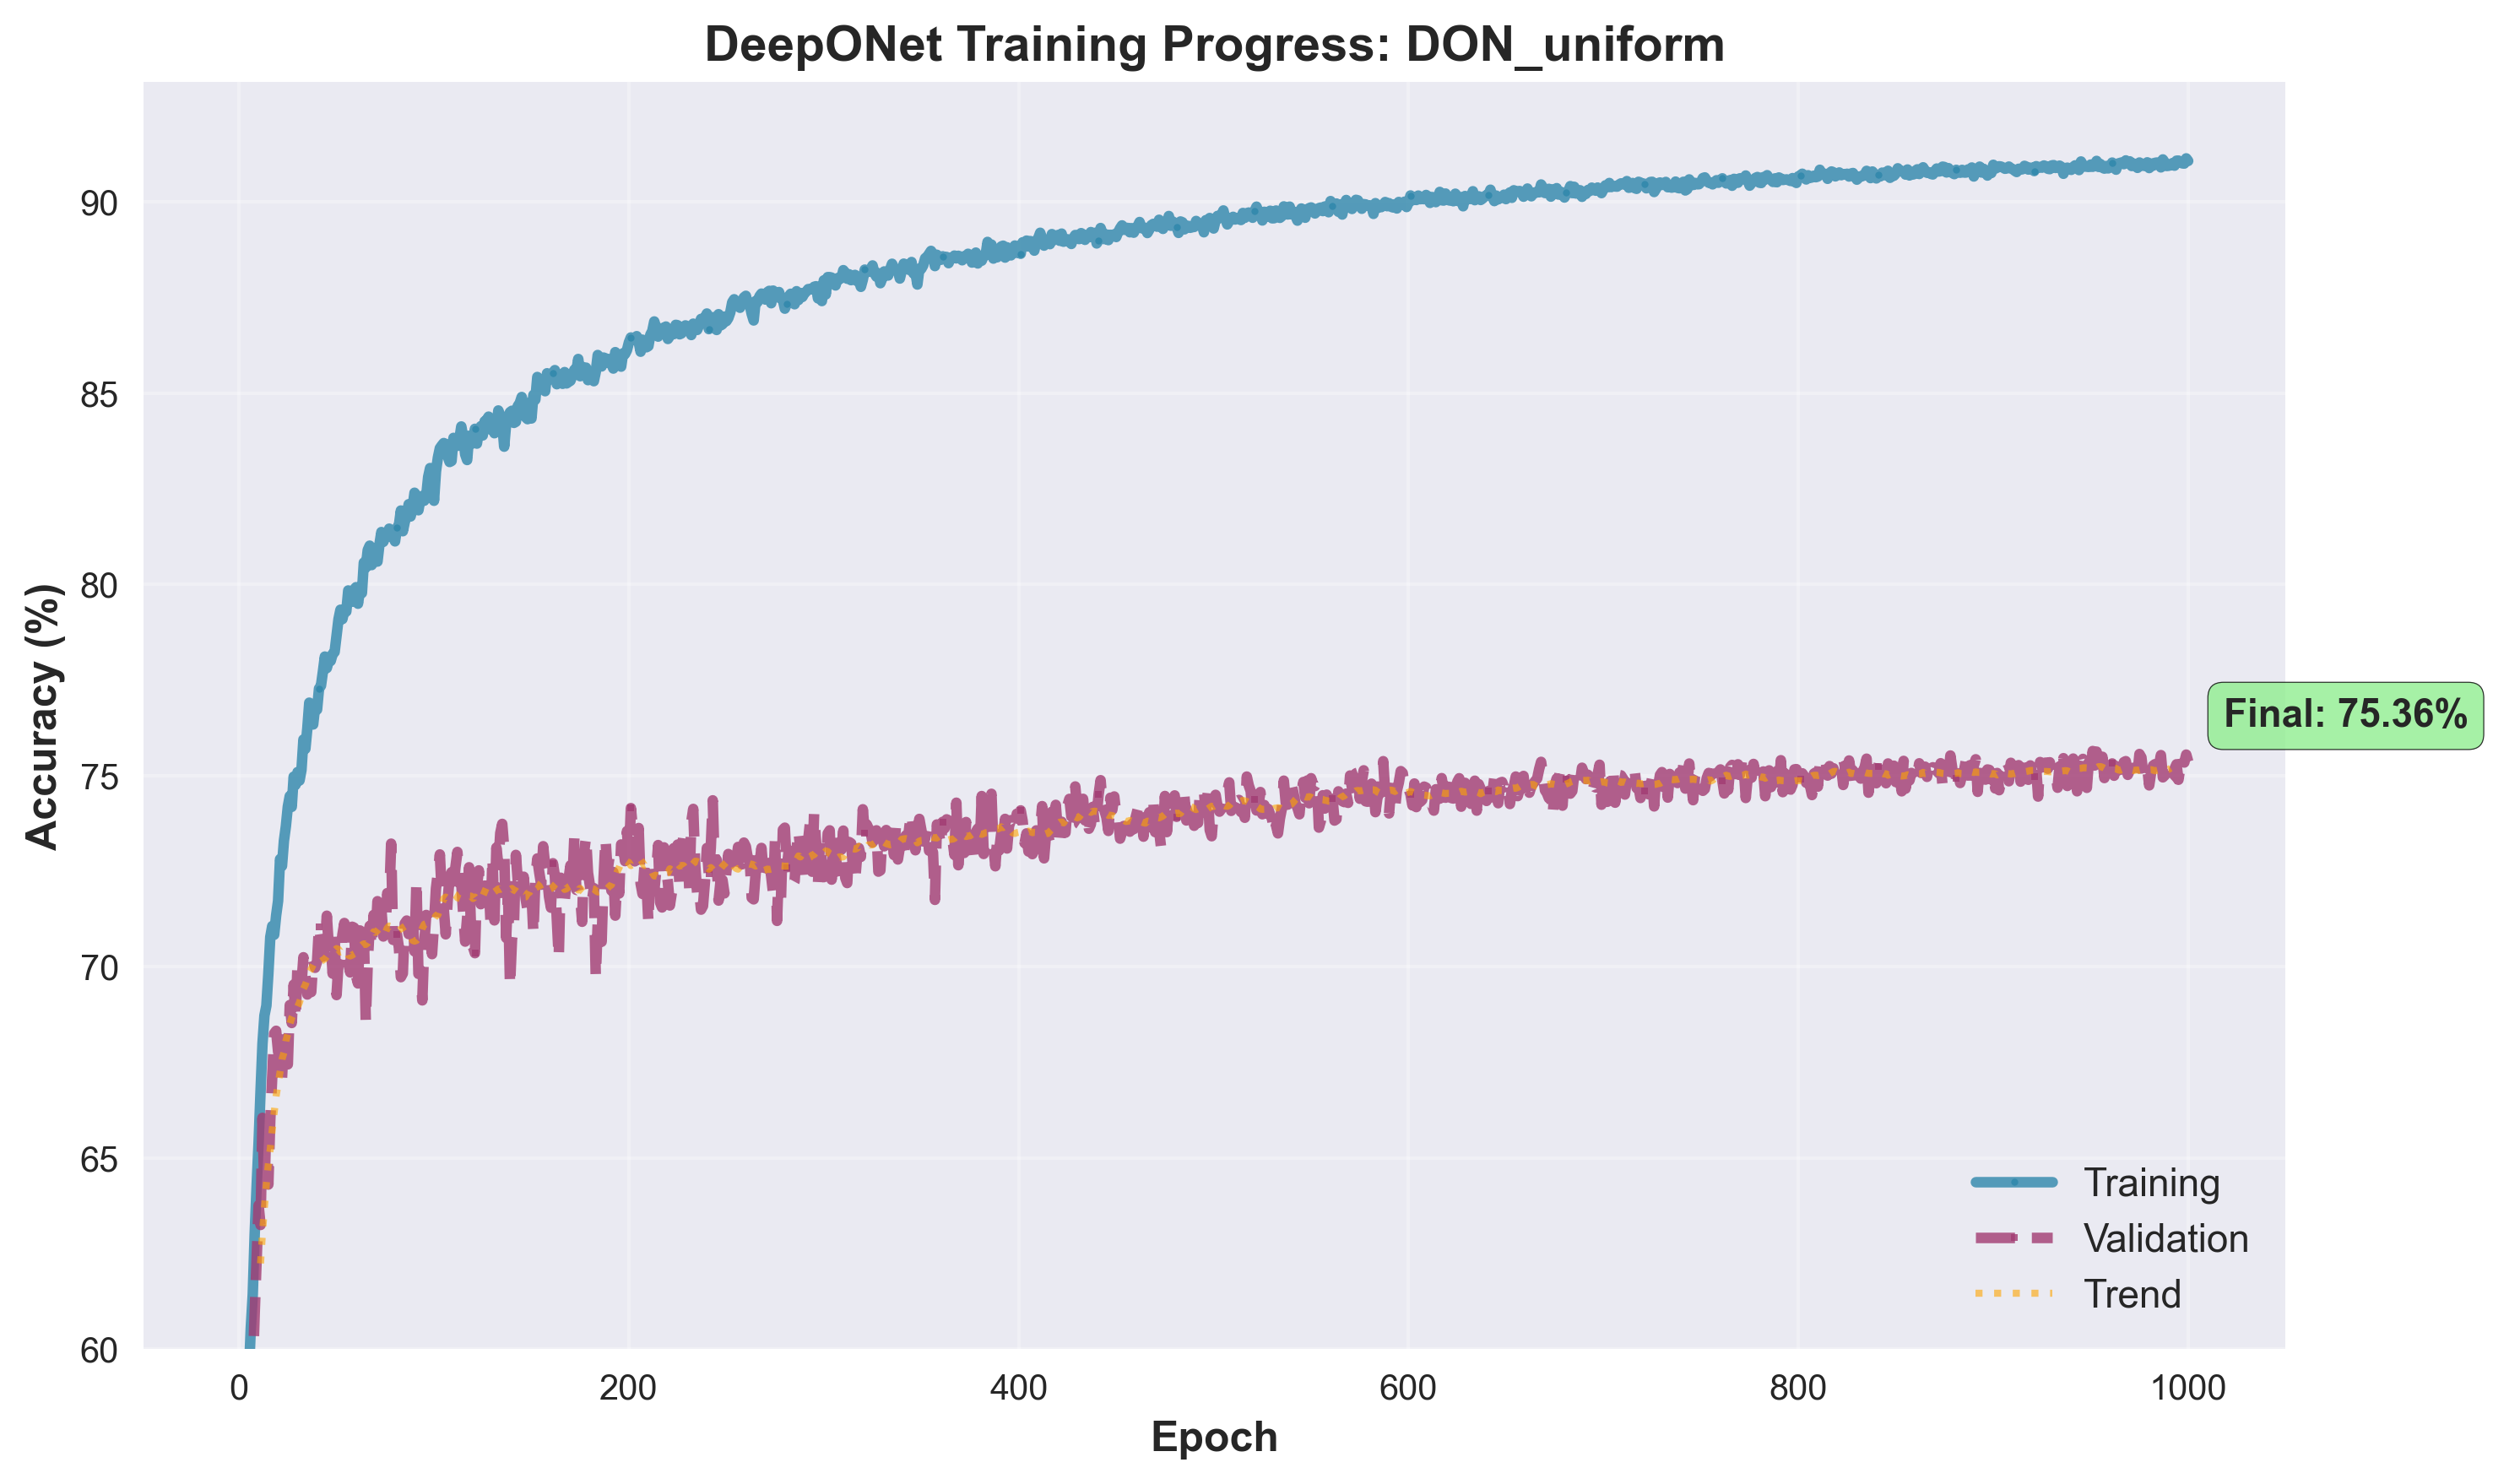 DeepONet Training Progress: DON_uniform
Accuracy (%)
90
85
80
75
70
65
60
Final: 75.36%
Training
Validation
Trend
0 200 400 600 800 1000
Epoch